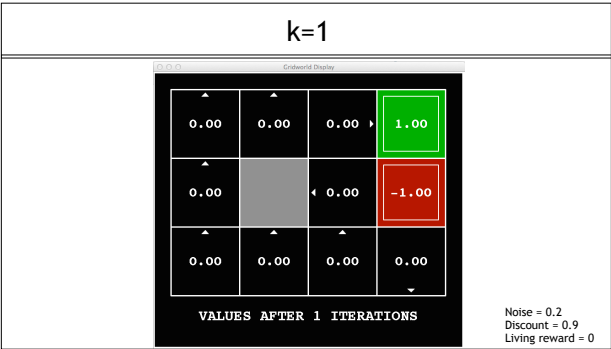 k=1
Gridworld Display
0.00 0.00 0.00 1.00
0.00 0.00 -1.00
0.00 0.00 0.00 0.00
VALUES AFTER 1 ITERATIONS
Noise = 0.2
Discount = 0.9
Living reward = 0